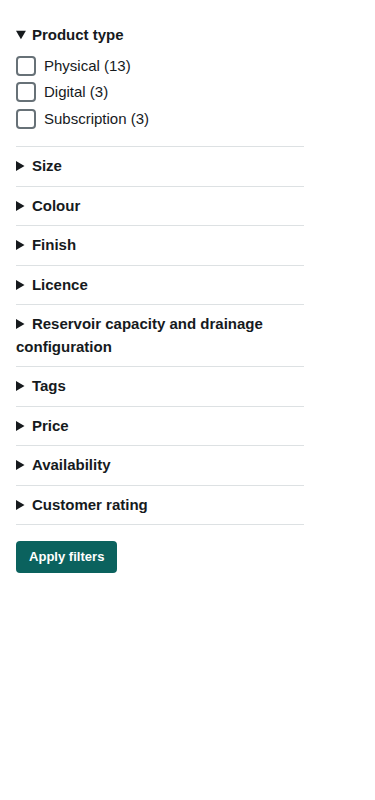 Product type
Physical (13)
Digital (3)
Subscription (3)
Size
Colour
Finish
Licence
Reservoir capacity and drainage
configuration
Tags
Price
Availability
Customer rating
Apply filters